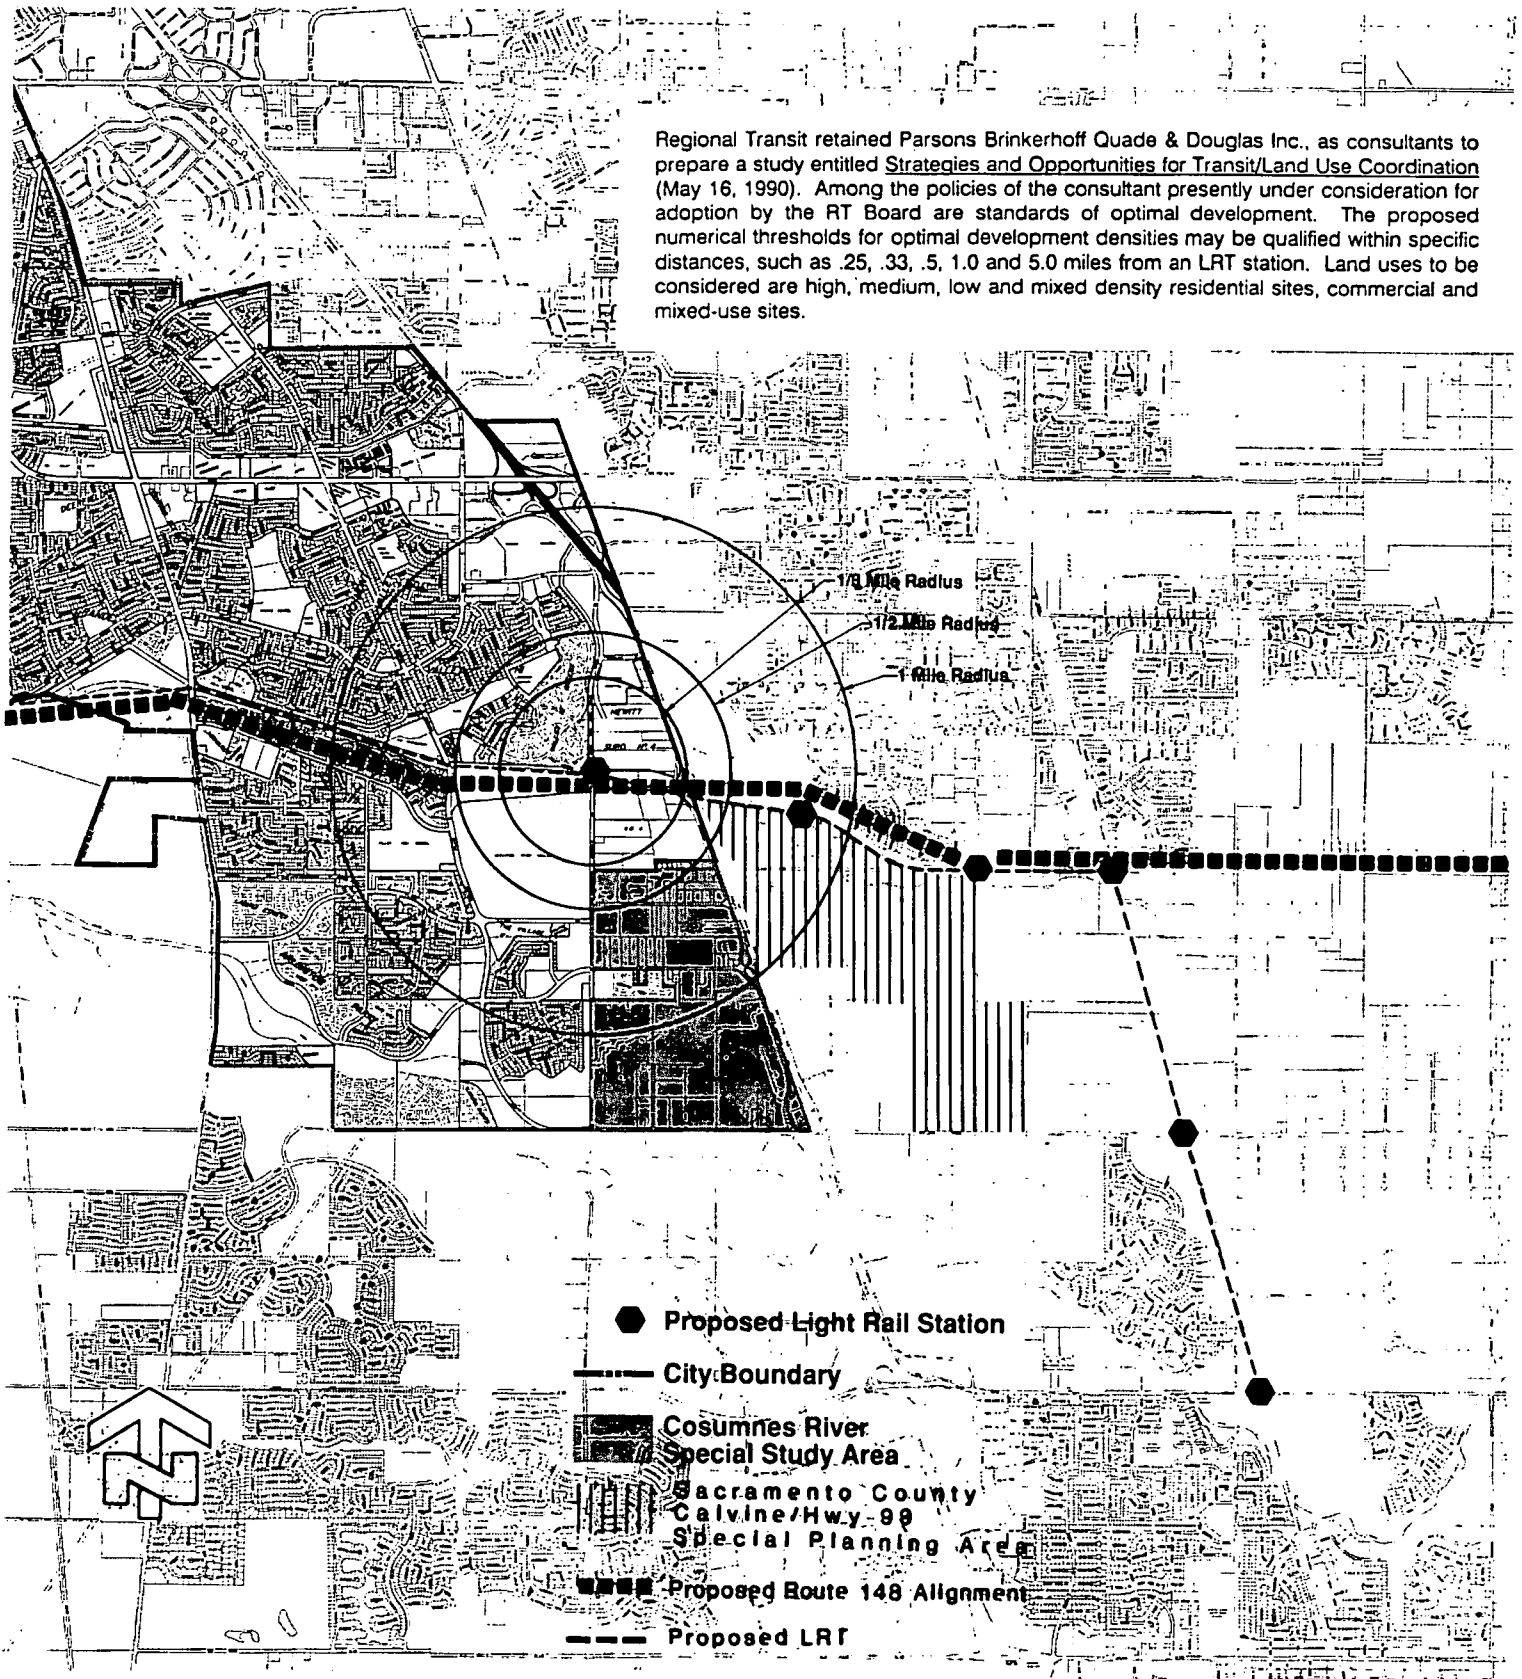 Regional Transit retained Parsons Brinkerhoff Quade & Douglas Inc., as consultants to
prepare a study entitled Strategies and Opportunities for Transit/Land Use Coordination
(May 16, 1990). Among the policies of the consultant presently under consideration for
adoption by the RT Board are standards of optimal development. The proposed
numerical thresholds for optimal development densities may be qualified within specific
distances, such as .25, .33, .5, 1.0 and 5.0 miles from an LRT station. Land uses to be
considered are high, medium, low and mixed density residential sites, commercial and
mixed-use sites.
1/3 Mile Radius
1/2 Mile Radius
1 Mile Radius
HEWITT
Proposed Light Rail Station
City Boundary
Cosumnes River
Special Study Area
Sacramento County
Calvine/Hwy 99
Special Planning Area
Proposed Route 148 Alignment
Proposed LRT